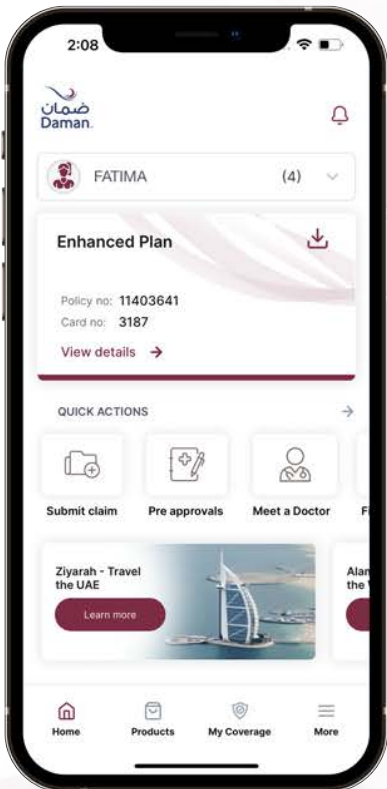 2:08
ضمان
Daman.
FATIMA (4)
Enhanced Plan
Policy no: 11403641
Card no: 3187
View details →
QUICK ACTIONS →
Submit claim
Pre approvals
Meet a Doctor
Ziyarah - Travel
the UAE
Learn more
Home
Products
My Coverage
More